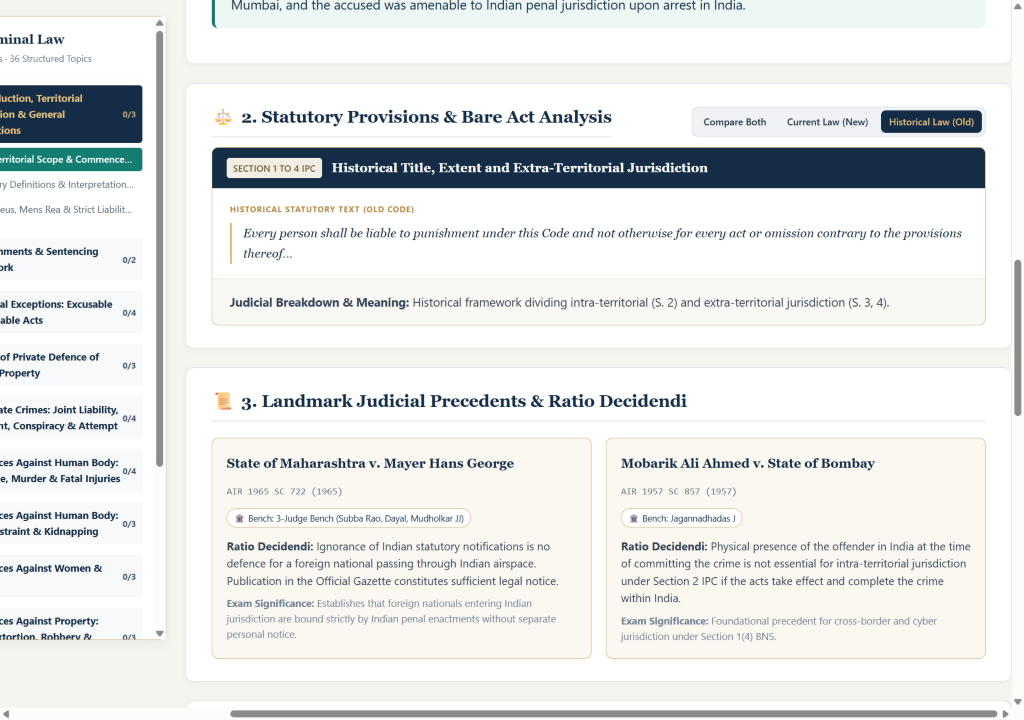 Mumbai, and the accused was amenable to Indian penal jurisdiction upon arrest in India.
minal Law
s · 36 Structured Topics
uction, Territorial
ion & General
tions
0/3
erritorial Scope & Commence...
ry Definitions & Interpretation...
eus, Mens Rea & Strict Liabilit...
hments & Sentencing
ork
0/2
al Exceptions: Excusable
able Acts
0/4
of Private Defence of
Property
0/3
ate Crimes: Joint Liability,
nt, Conspiracy & Attempt
0/4
ces Against Human Body:
e, Murder & Fatal Injuries
0/4
ces Against Human Body:
straint & Kidnapping
0/3
ces Against Women &
0/3
ces Against Property:
xtortion, Robbery &
0/3
2. Statutory Provisions & Bare Act Analysis
Compare Both
Current Law (New)
Historical Law (Old)
SECTION 1 TO 4 IPC
Historical Title, Extent and Extra-Territorial Jurisdiction
HISTORICAL STATUTORY TEXT (OLD CODE)
Every person shall be liable to punishment under this Code and not otherwise for every act or omission contrary to the provisions
thereof...
Judicial Breakdown & Meaning: Historical framework dividing intra-territorial (S. 2) and extra-territorial jurisdiction (S. 3, 4).
3. Landmark Judicial Precedents & Ratio Decidendi
State of Maharashtra v. Mayer Hans George
AIR 1965 SC 722 (1965)
Bench: 3-Judge Bench (Subba Rao, Dayal, Mudholkar JJ)
Ratio Decidendi: Ignorance of Indian statutory notifications is no
defence for a foreign national passing through Indian airspace.
Publication in the Official Gazette constitutes sufficient legal notice.
Exam Significance: Establishes that foreign nationals entering Indian
jurisdiction are bound strictly by Indian penal enactments without separate
personal notice.
Mobarik Ali Ahmed v. State of Bombay
AIR 1957 SC 857 (1957)
Bench: Jagannadhadas J
Ratio Decidendi: Physical presence of the offender in India at the time
of committing the crime is not essential for intra-territorial jurisdiction
under Section 2 IPC if the acts take effect and complete the crime
within India.
Exam Significance: Foundational precedent for cross-border and cyber
jurisdiction under Section 1(4) BNS.